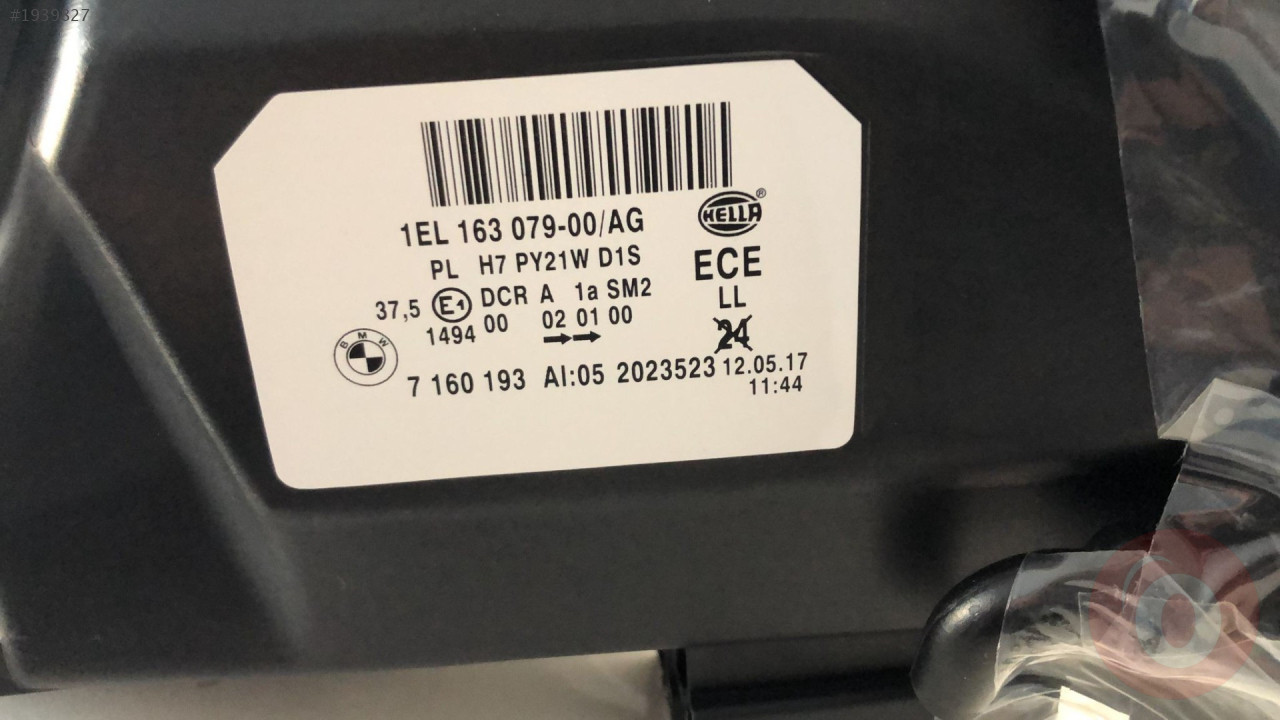 #1939327
1EL 163 079-00/AG
HELLA®
PL H7 PY21W D1S
ECE
37,5 E1 DCR A 1a SM2
LL
1494 00 02 01 00
24
BMW
7 160 193 AI:05 2023523 12.05.17
11:44